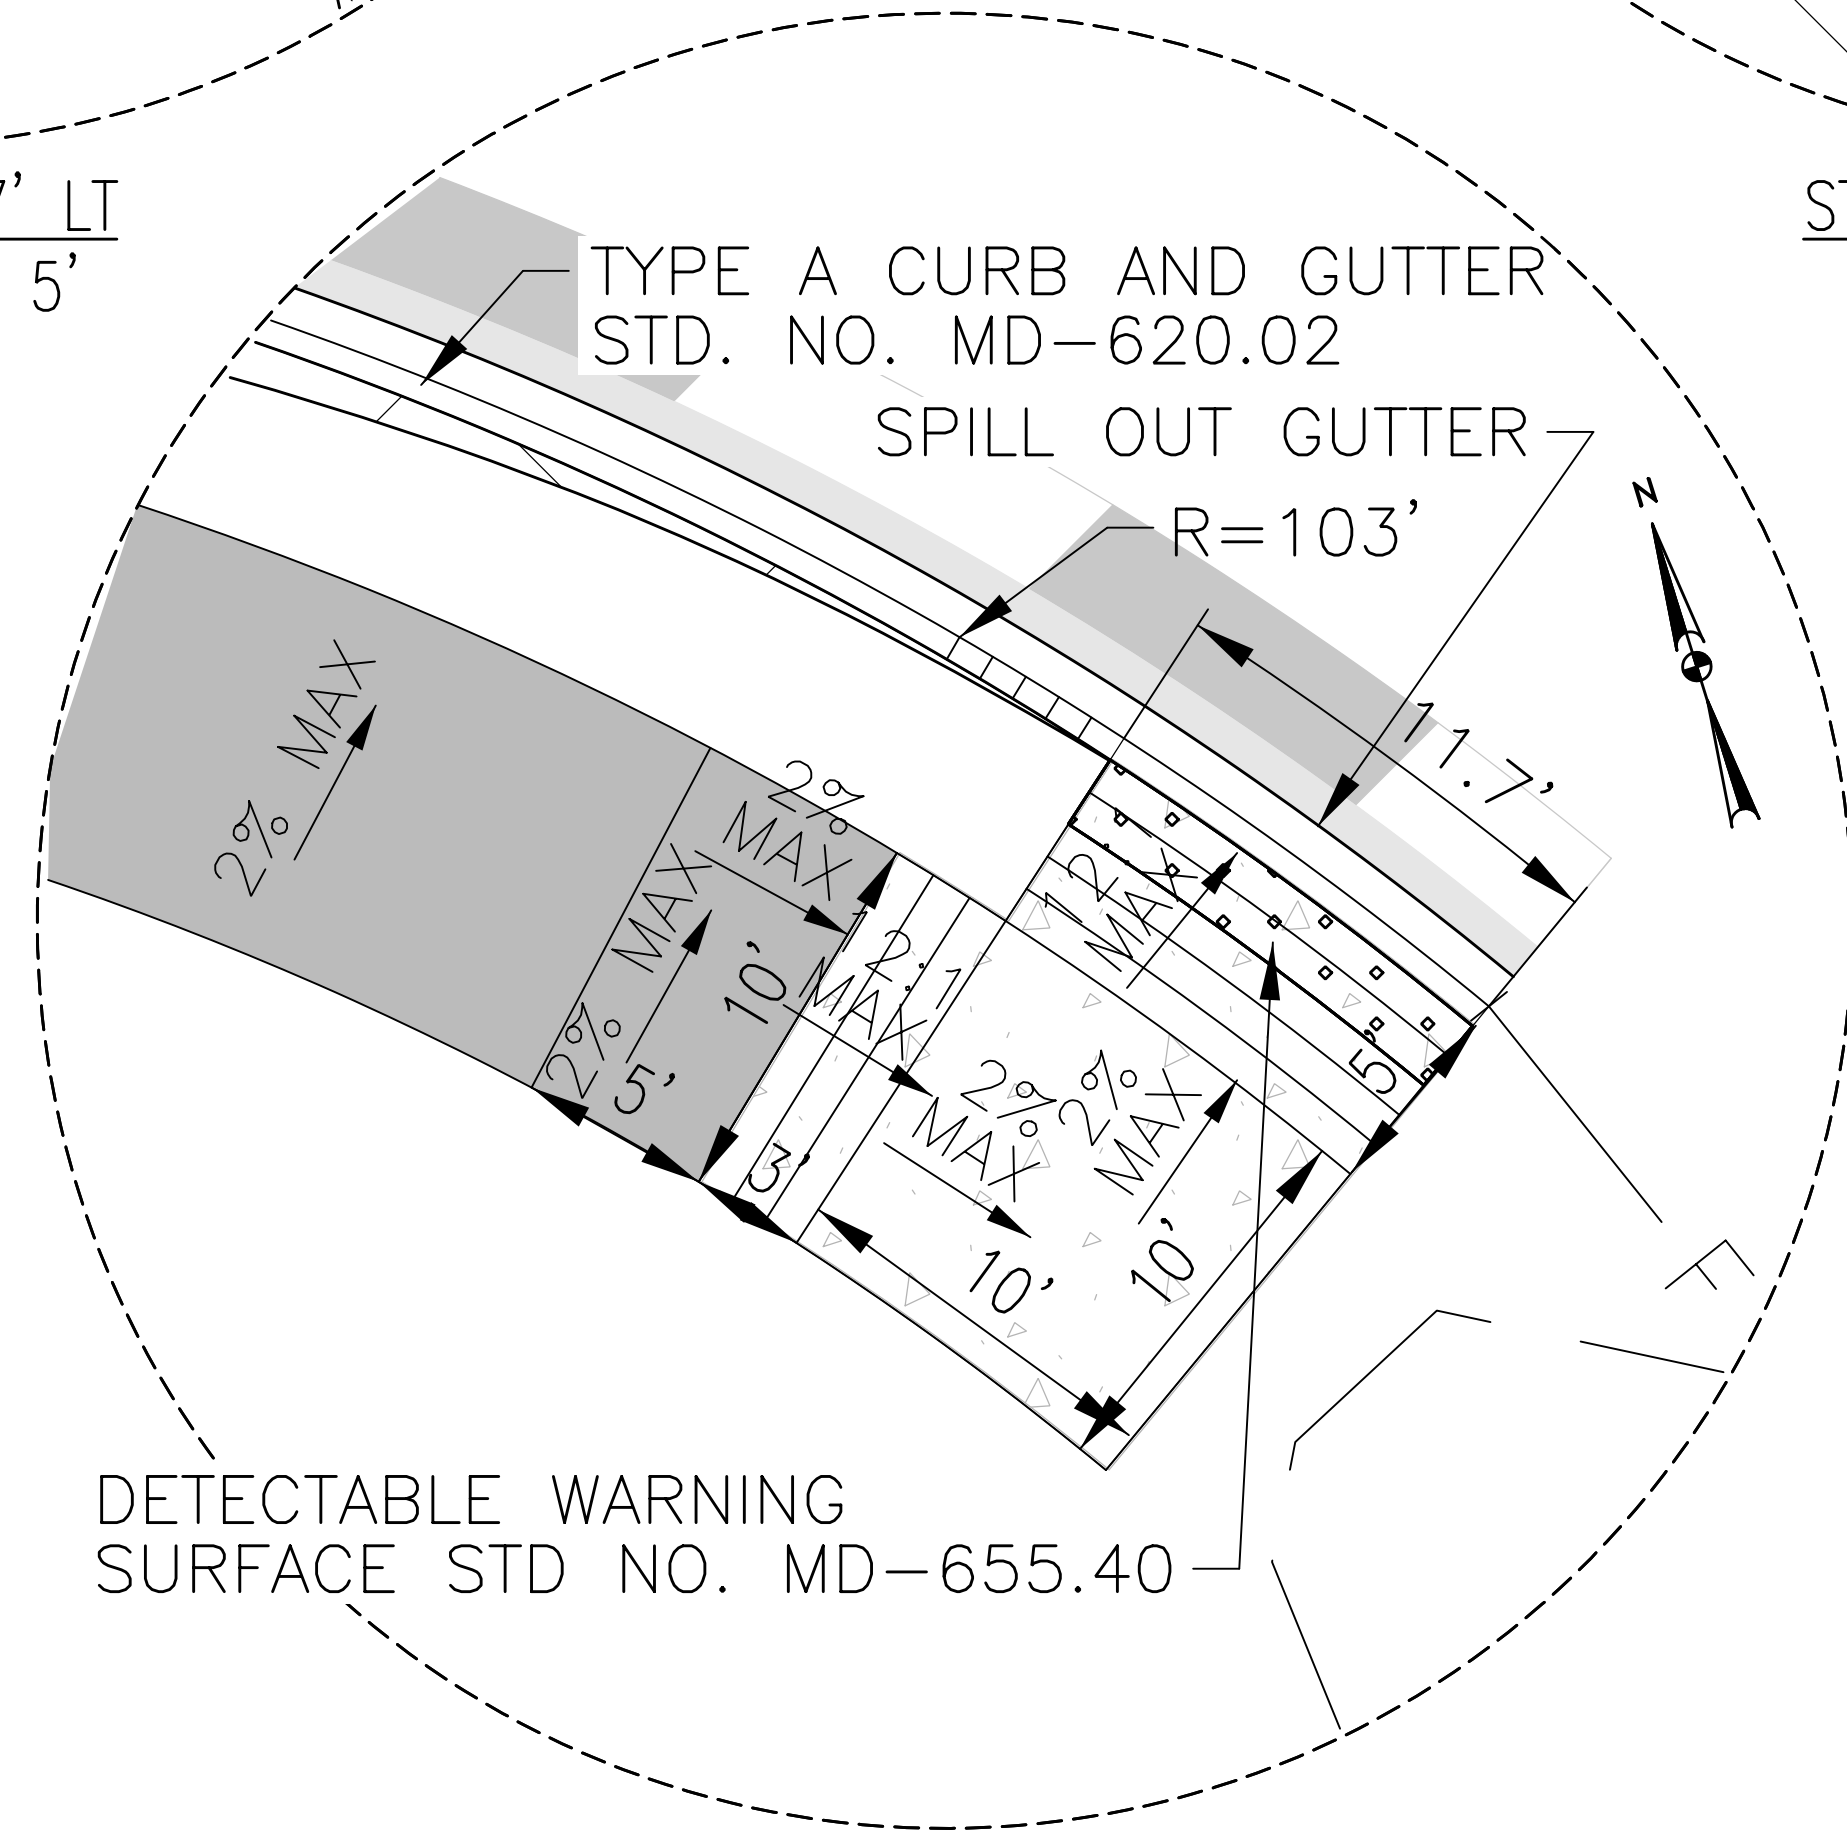 7' LT
5'
TYPE A CURB AND GUTTER
STD. NO. MD-620.02
SPILL OUT GUTTER
R=103'
N
11.7'
2% MAX
2%
MAX
2% MAX
12:1
MAX
12:1
MAX
10'
5'
3'
2%
MAX
2%
MAX
5'
10'
10'
E
DETECTABLE WARNING
SURFACE STD NO. MD-655.40